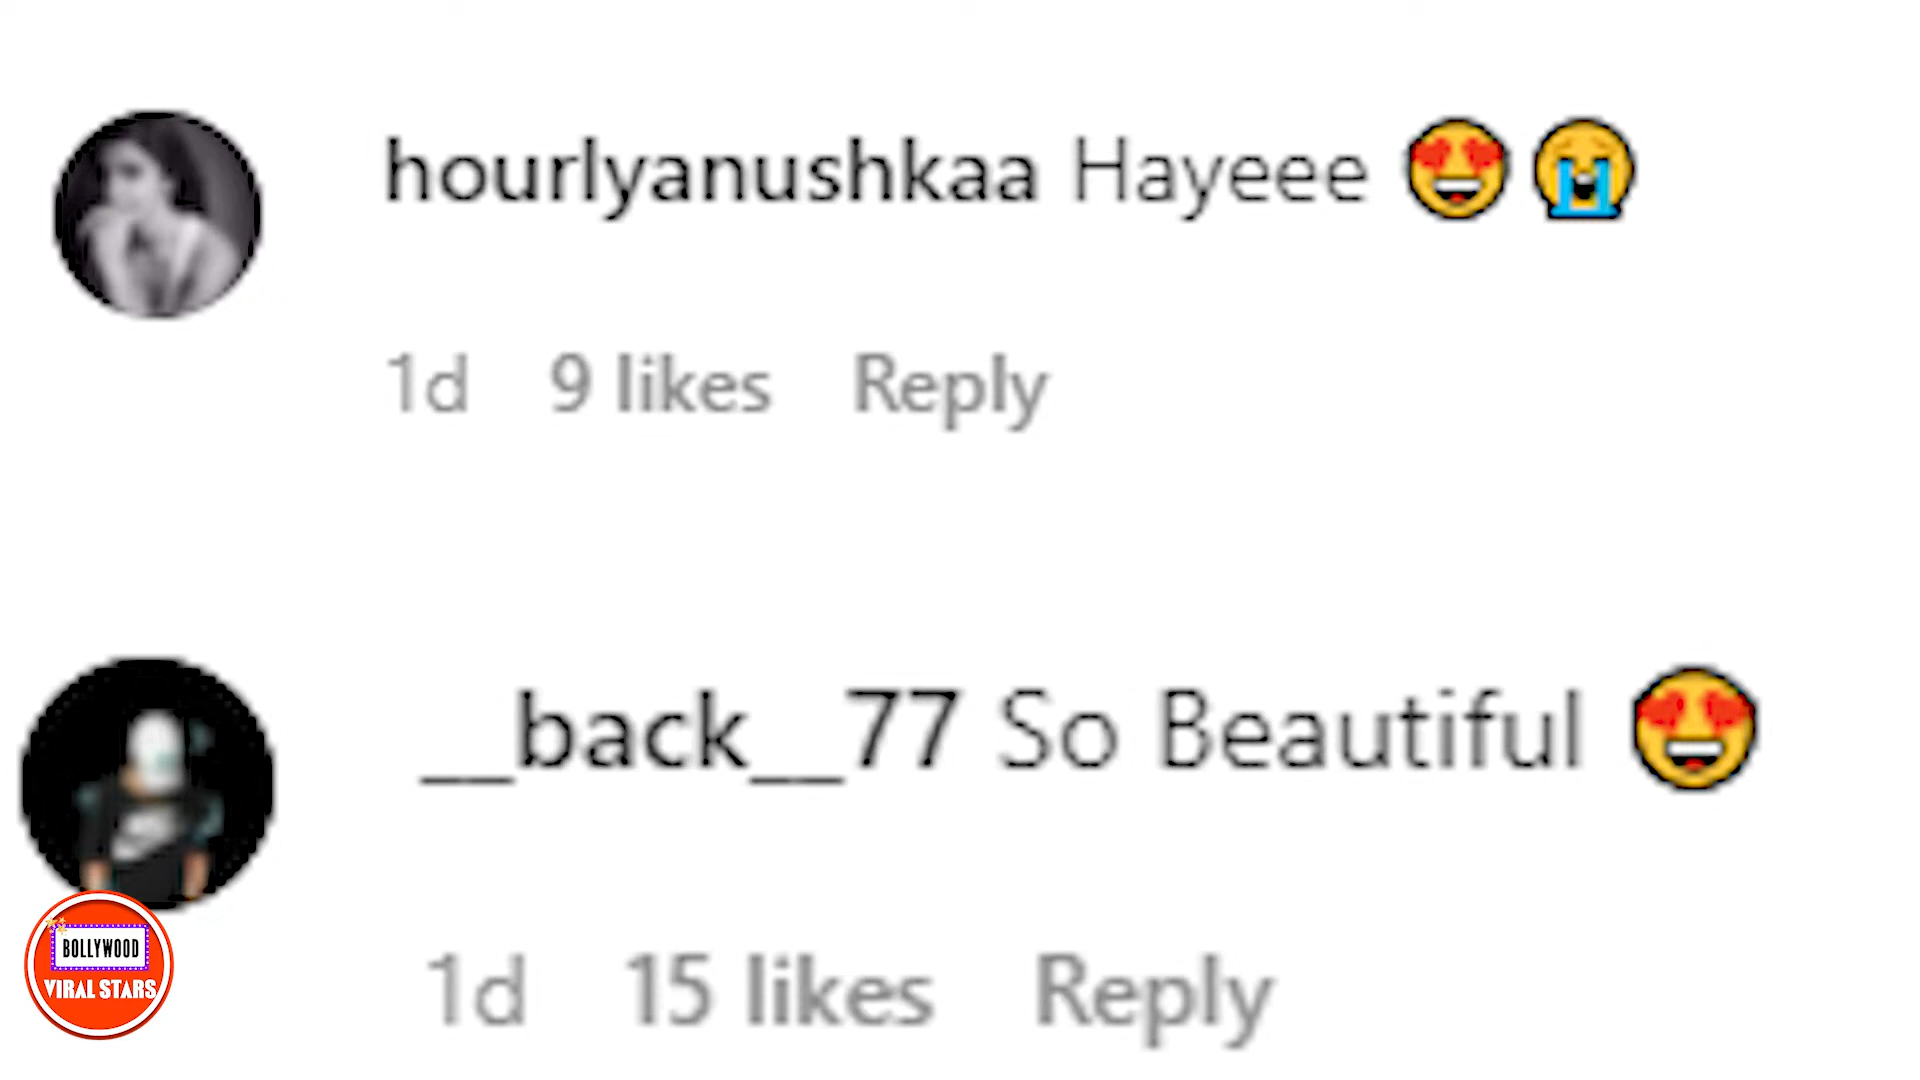 hourlyanushkaa Hayeee 😍😭
1d 9 likes Reply
__back__77 So Beautiful 😍
1d 15 likes Reply
BOLLYWOOD
VIRAL STARS